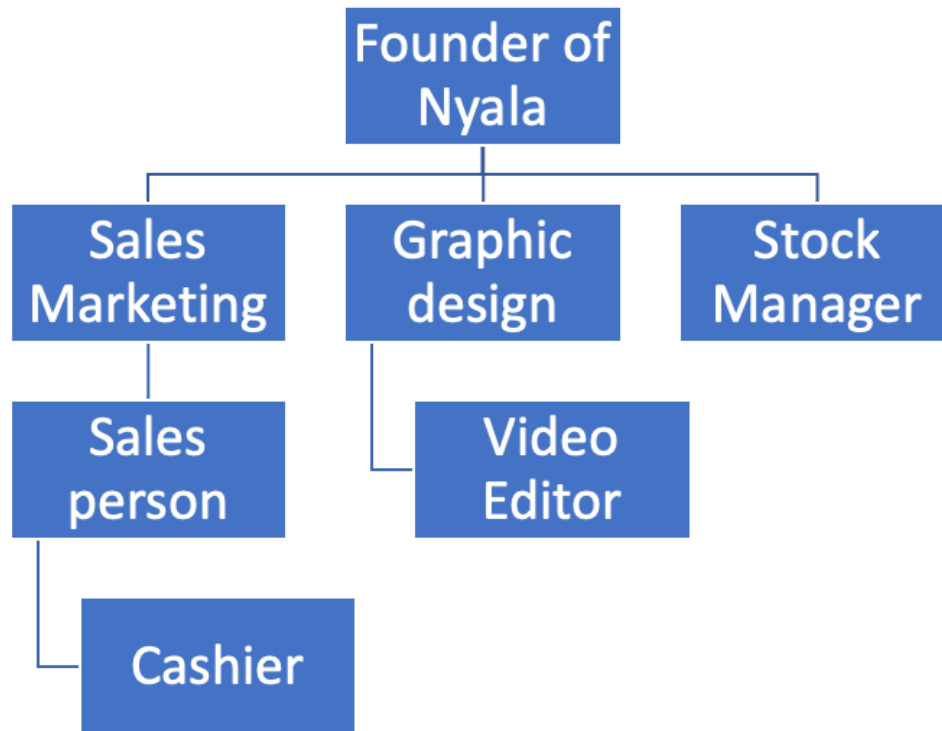 Founder of
Nyala
Sales
Marketing
Graphic
design
Stock
Manager
Sales
person
Video
Editor
Cashier